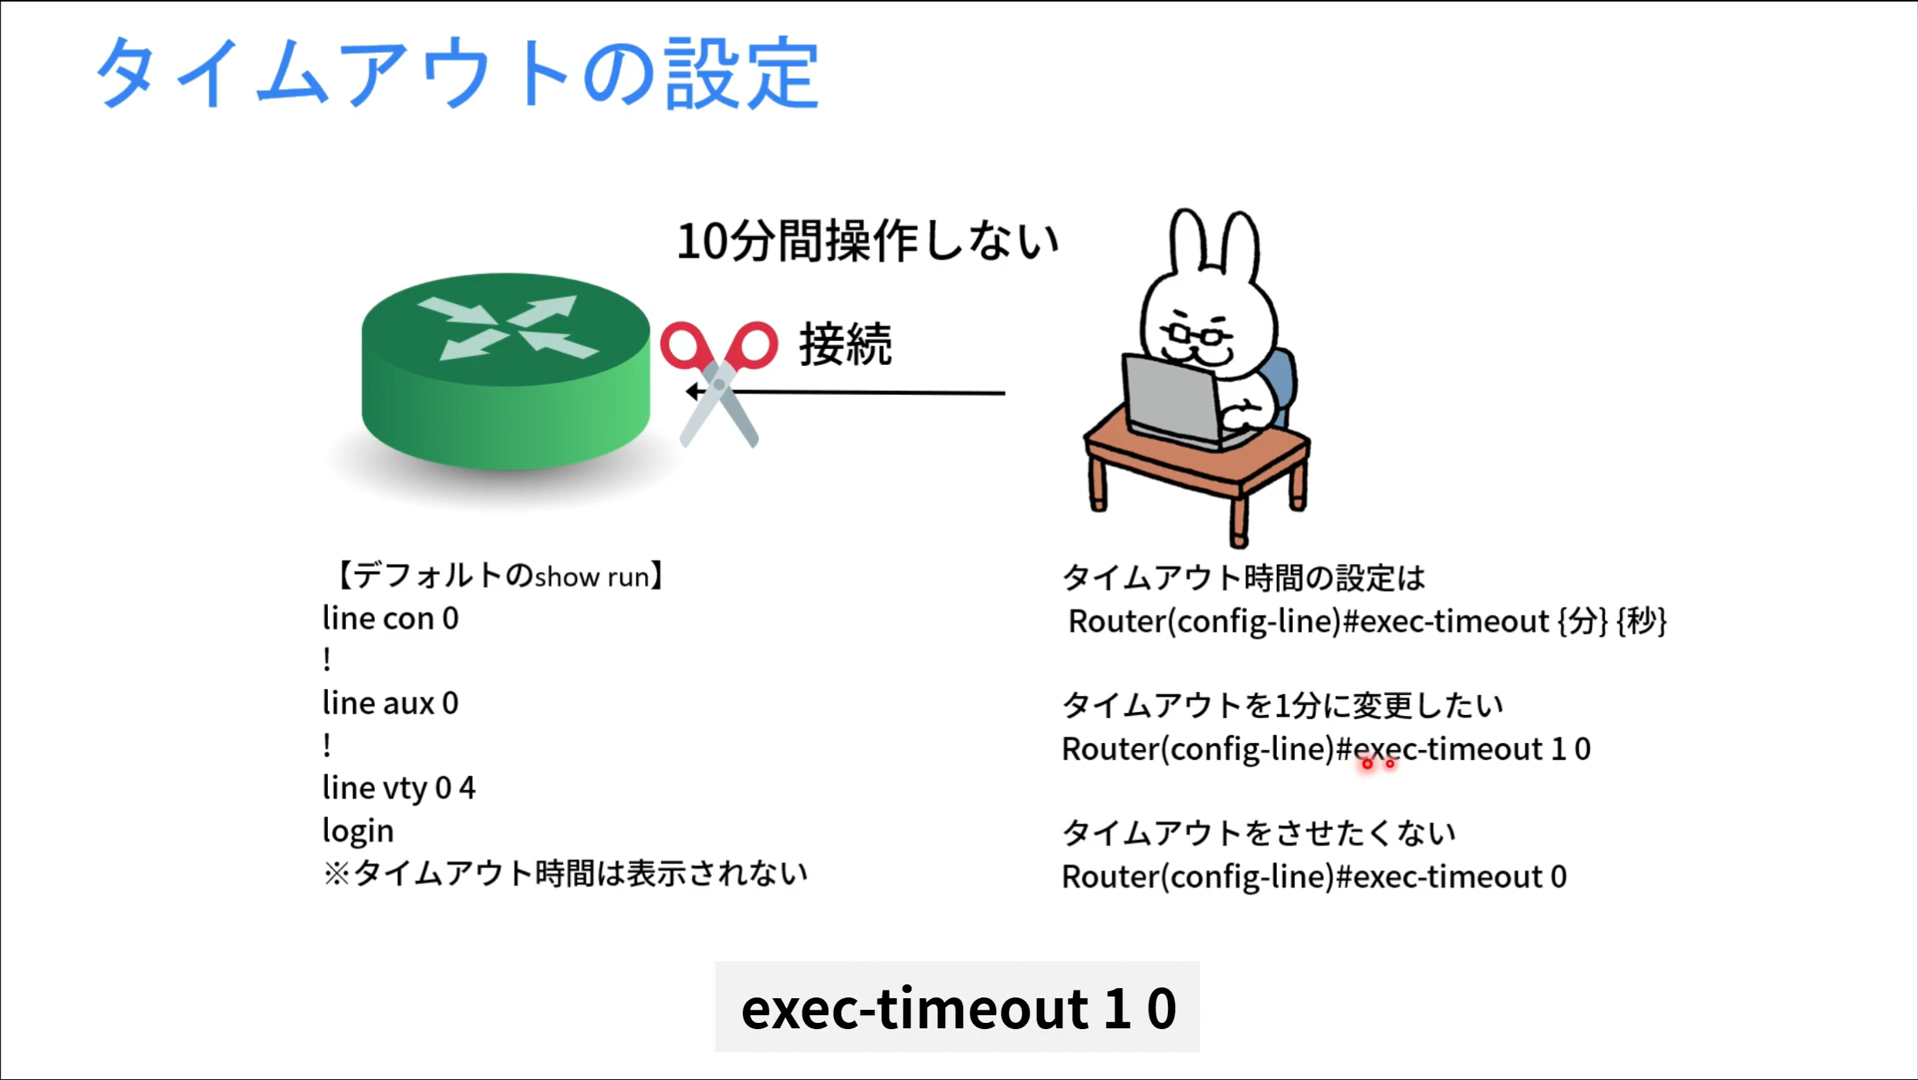 タイムアウトの設定
10分間操作しない
接続
【デフォルトのshow run】
line con 0
!
line aux 0
!
line vty 0 4
login
※タイムアウト時間は表示されない
タイムアウト時間の設定は
Router(config-line)#exec-timeout {分} {秒}
タイムアウトを1分に変更したい
Router(config-line)#exec-timeout 1 0
タイムアウトをさせたくない
Router(config-line)#exec-timeout 0
exec-timeout 1 0